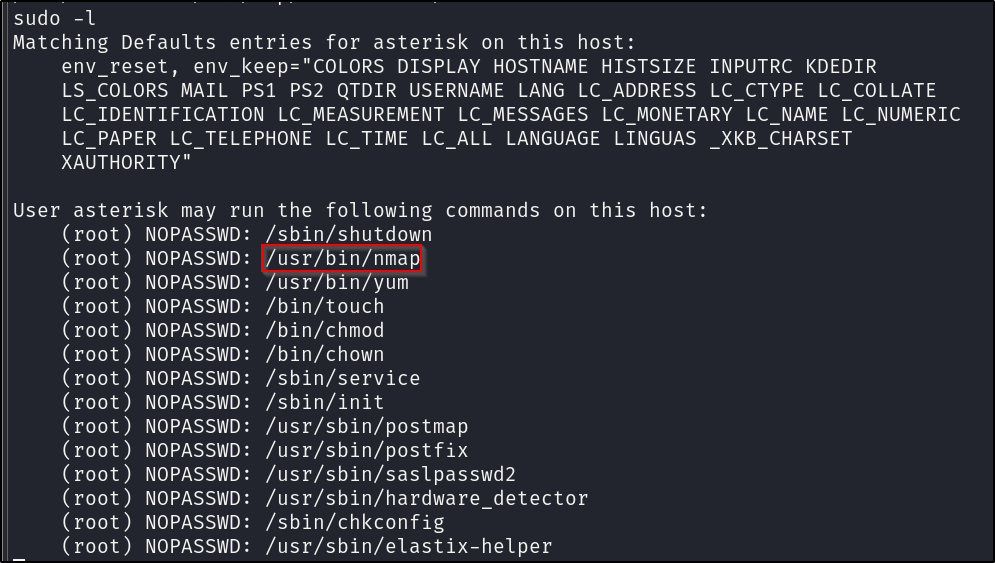 sudo -l
Matching Defaults entries for asterisk on this host:
    env_reset, env_keep="COLORS DISPLAY HOSTNAME HISTSIZE INPUTRC KDEDIR
    LS_COLORS MAIL PS1 PS2 QTDIR USERNAME LANG LC_ADDRESS LC_CTYPE LC_COLLATE
    LC_IDENTIFICATION LC_MEASUREMENT LC_MESSAGES LC_MONETARY LC_NAME LC_NUMERIC
    LC_PAPER LC_TELEPHONE LC_TIME LC_ALL LANGUAGE LINGUAS _XKB_CHARSET
    XAUTHORITY"

User asterisk may run the following commands on this host:
    (root) NOPASSWD: /sbin/shutdown
    (root) NOPASSWD: /usr/bin/nmap
    (root) NOPASSWD: /usr/bin/yum
    (root) NOPASSWD: /bin/touch
    (root) NOPASSWD: /bin/chmod
    (root) NOPASSWD: /bin/chown
    (root) NOPASSWD: /sbin/service
    (root) NOPASSWD: /sbin/init
    (root) NOPASSWD: /usr/sbin/postmap
    (root) NOPASSWD: /usr/sbin/postfix
    (root) NOPASSWD: /usr/sbin/saslpasswd2
    (root) NOPASSWD: /usr/sbin/hardware_detector
    (root) NOPASSWD: /sbin/chkconfig
    (root) NOPASSWD: /usr/sbin/elastix-helper